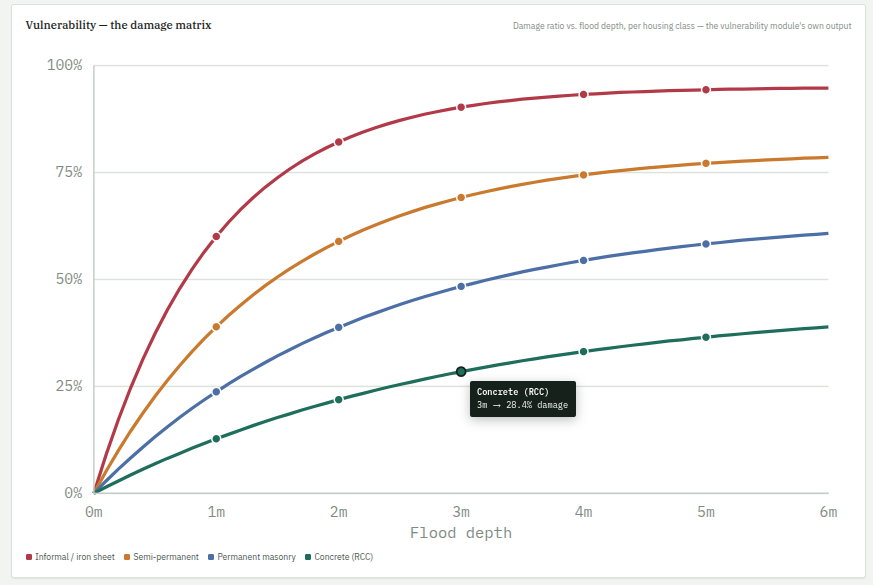 Vulnerability — the damage matrix
Damage ratio vs. flood depth, per housing class — the vulnerability module's own output
100%
75%
50%
25%
0%
Concrete (RCC)
3m → 28.4% damage
0m 1m 2m 3m 4m 5m 6m
Flood depth
Informal / iron sheet Semi-permanent Permanent masonry Concrete (RCC)